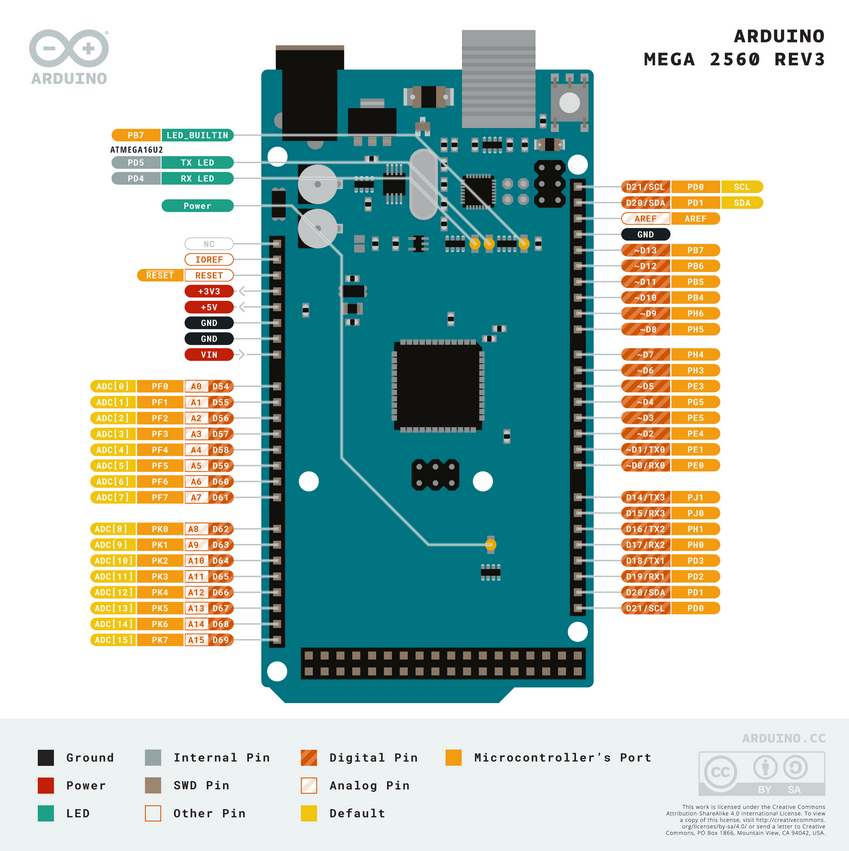 ARDUINO
ARDUINO
MEGA 2560 REV3
PB7 LED_BUILTIN
ATMEGA16U2
PD5 TX LED
PD4 RX LED
Power
NC
IOREF
RESET RESET
+3V3
+5V
GND
GND
VIN
ADC[0] PF0 A0 D54
ADC[1] PF1 A1 D55
ADC[2] PF2 A2 D56
ADC[3] PF3 A3 D57
ADC[4] PF4 A4 D58
ADC[5] PF5 A5 D59
ADC[6] PF6 A6 D60
ADC[7] PF7 A7 D61
ADC[8] PK0 A8 D62
ADC[9] PK1 A9 D63
ADC[10] PK2 A10 D64
ADC[11] PK3 A11 D65
ADC[12] PK4 A12 D66
ADC[13] PK5 A13 D67
ADC[14] PK6 A14 D68
ADC[15] PK7 A15 D69
D21/SCL PD0 SCL
D20/SDA PD1 SDA
AREF AREF
GND
~D13 PB7
~D12 PB6
~D11 PB5
~D10 PB4
~D9 PH6
~D8 PH5
~D7 PH4
~D6 PH3
~D5 PE3
~D4 PG5
~D3 PE5
~D2 PE4
~D1/TX0 PE1
~D0/RX0 PE0
D14/TX3 PJ1
D15/RX3 PJ0
D16/TX2 PH1
D17/RX2 PH0
D18/TX1 PD3
D19/RX1 PD2
D20/SDA PD1
D21/SCL PD0
Ground
Power
LED
Internal Pin
SWD Pin
Other Pin
Digital Pin
Analog Pin
Default
Microcontroller's Port
ARDUINO.CC
CC
BY SA
This work is licensed under the Creative Commons
Attribution-ShareAlike 4.0 International License. To view
a copy of this license, visit http://creativecommons.
org/licenses/by-sa/4.0/ or send a letter to Creative
Commons, PO Box 1866, Mountain View, CA 94042, USA.